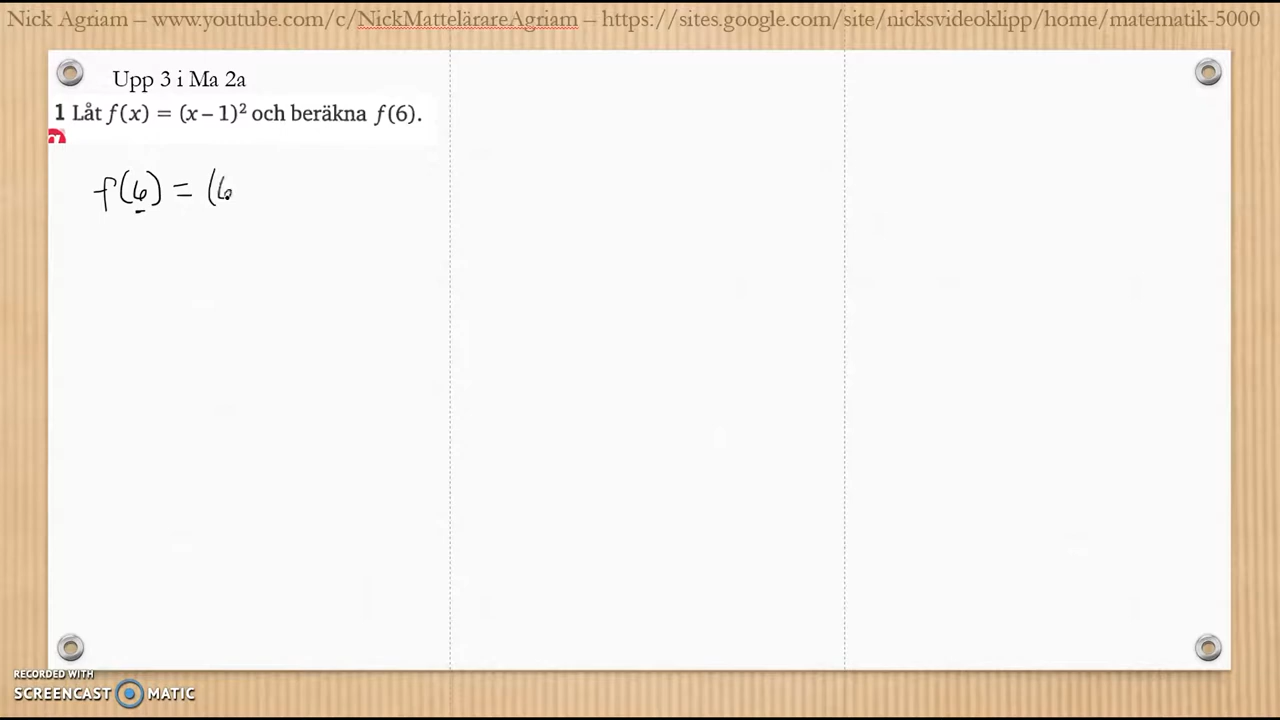 Nick Agriam – www.youtube.com/c/NickMattelärareAgriam – https://sites.google.com/site/nicksvideoklipp/home/matematik-5000
Upp 3 i Ma 2a
1 Låt f(x) = (x – 1)² och beräkna f(6).
f(6) = (6
RECORDED WITH
SCREENCAST MATIC